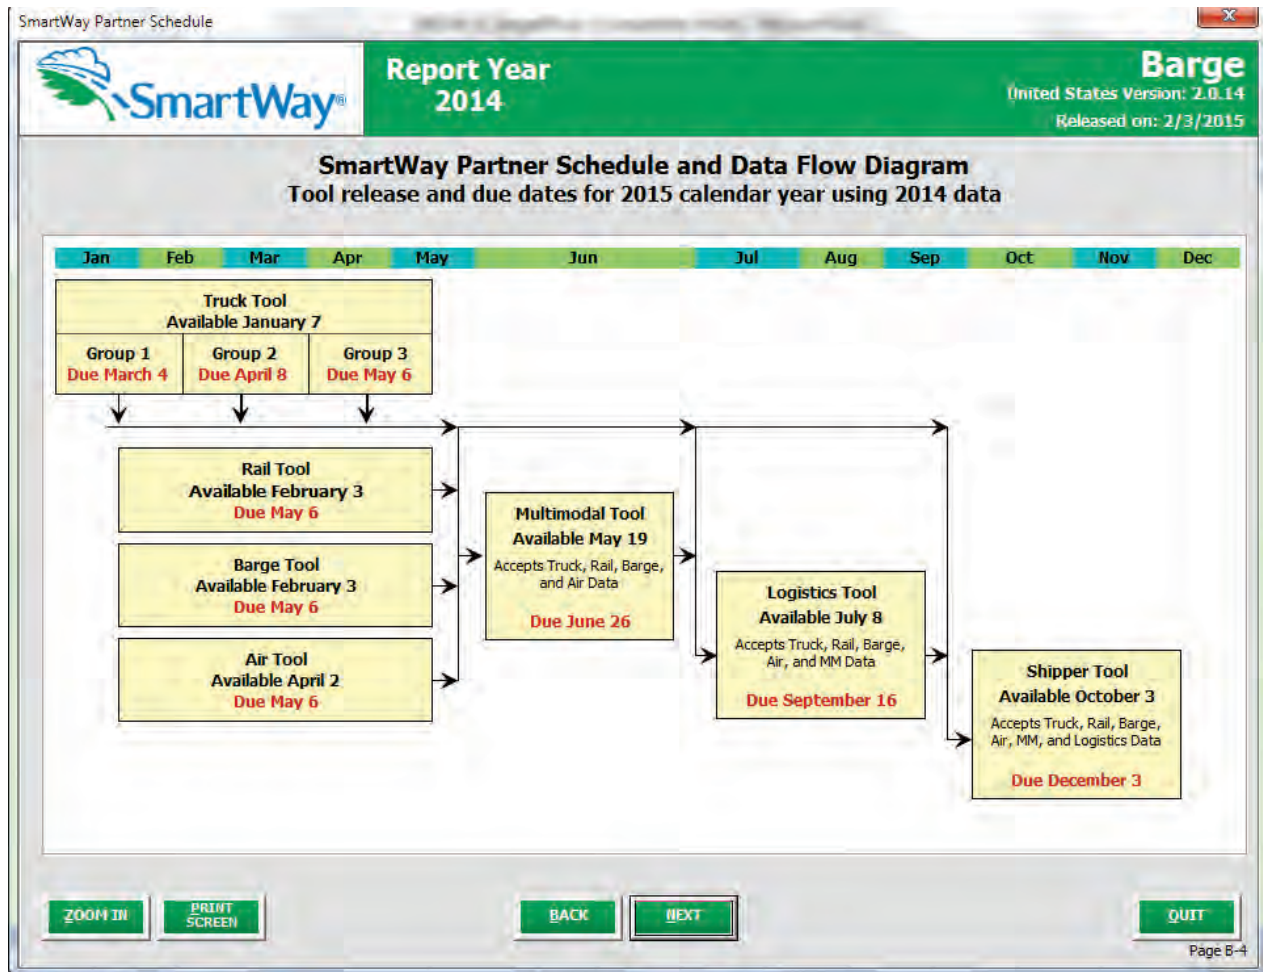 SmartWay Partner Schedule
SmartWay®
Report Year
2014
Barge
United States Version: 2.0.14
Released on: 2/3/2015
SmartWay Partner Schedule and Data Flow Diagram
Tool release and due dates for 2015 calendar year using 2014 data
Jan Feb Mar Apr May Jun Jul Aug Sep Oct Nov Dec
Truck Tool
Available January 7
Group 1
Due March 4
Group 2
Due April 8
Group 3
Due May 6
Rail Tool
Available February 3
Due May 6
Barge Tool
Available February 3
Due May 6
Air Tool
Available April 2
Due May 6
Multimodal Tool
Available May 19
Accepts Truck, Rail, Barge,
and Air Data
Due June 26
Logistics Tool
Available July 8
Accepts Truck, Rail, Barge,
Air, and MM Data
Due September 16
Shipper Tool
Available October 3
Accepts Truck, Rail, Barge,
Air, MM, and Logistics Data
Due December 3
ZOOM IN
PRINT
SCREEN
BACK
NEXT
QUIT
Page B-4